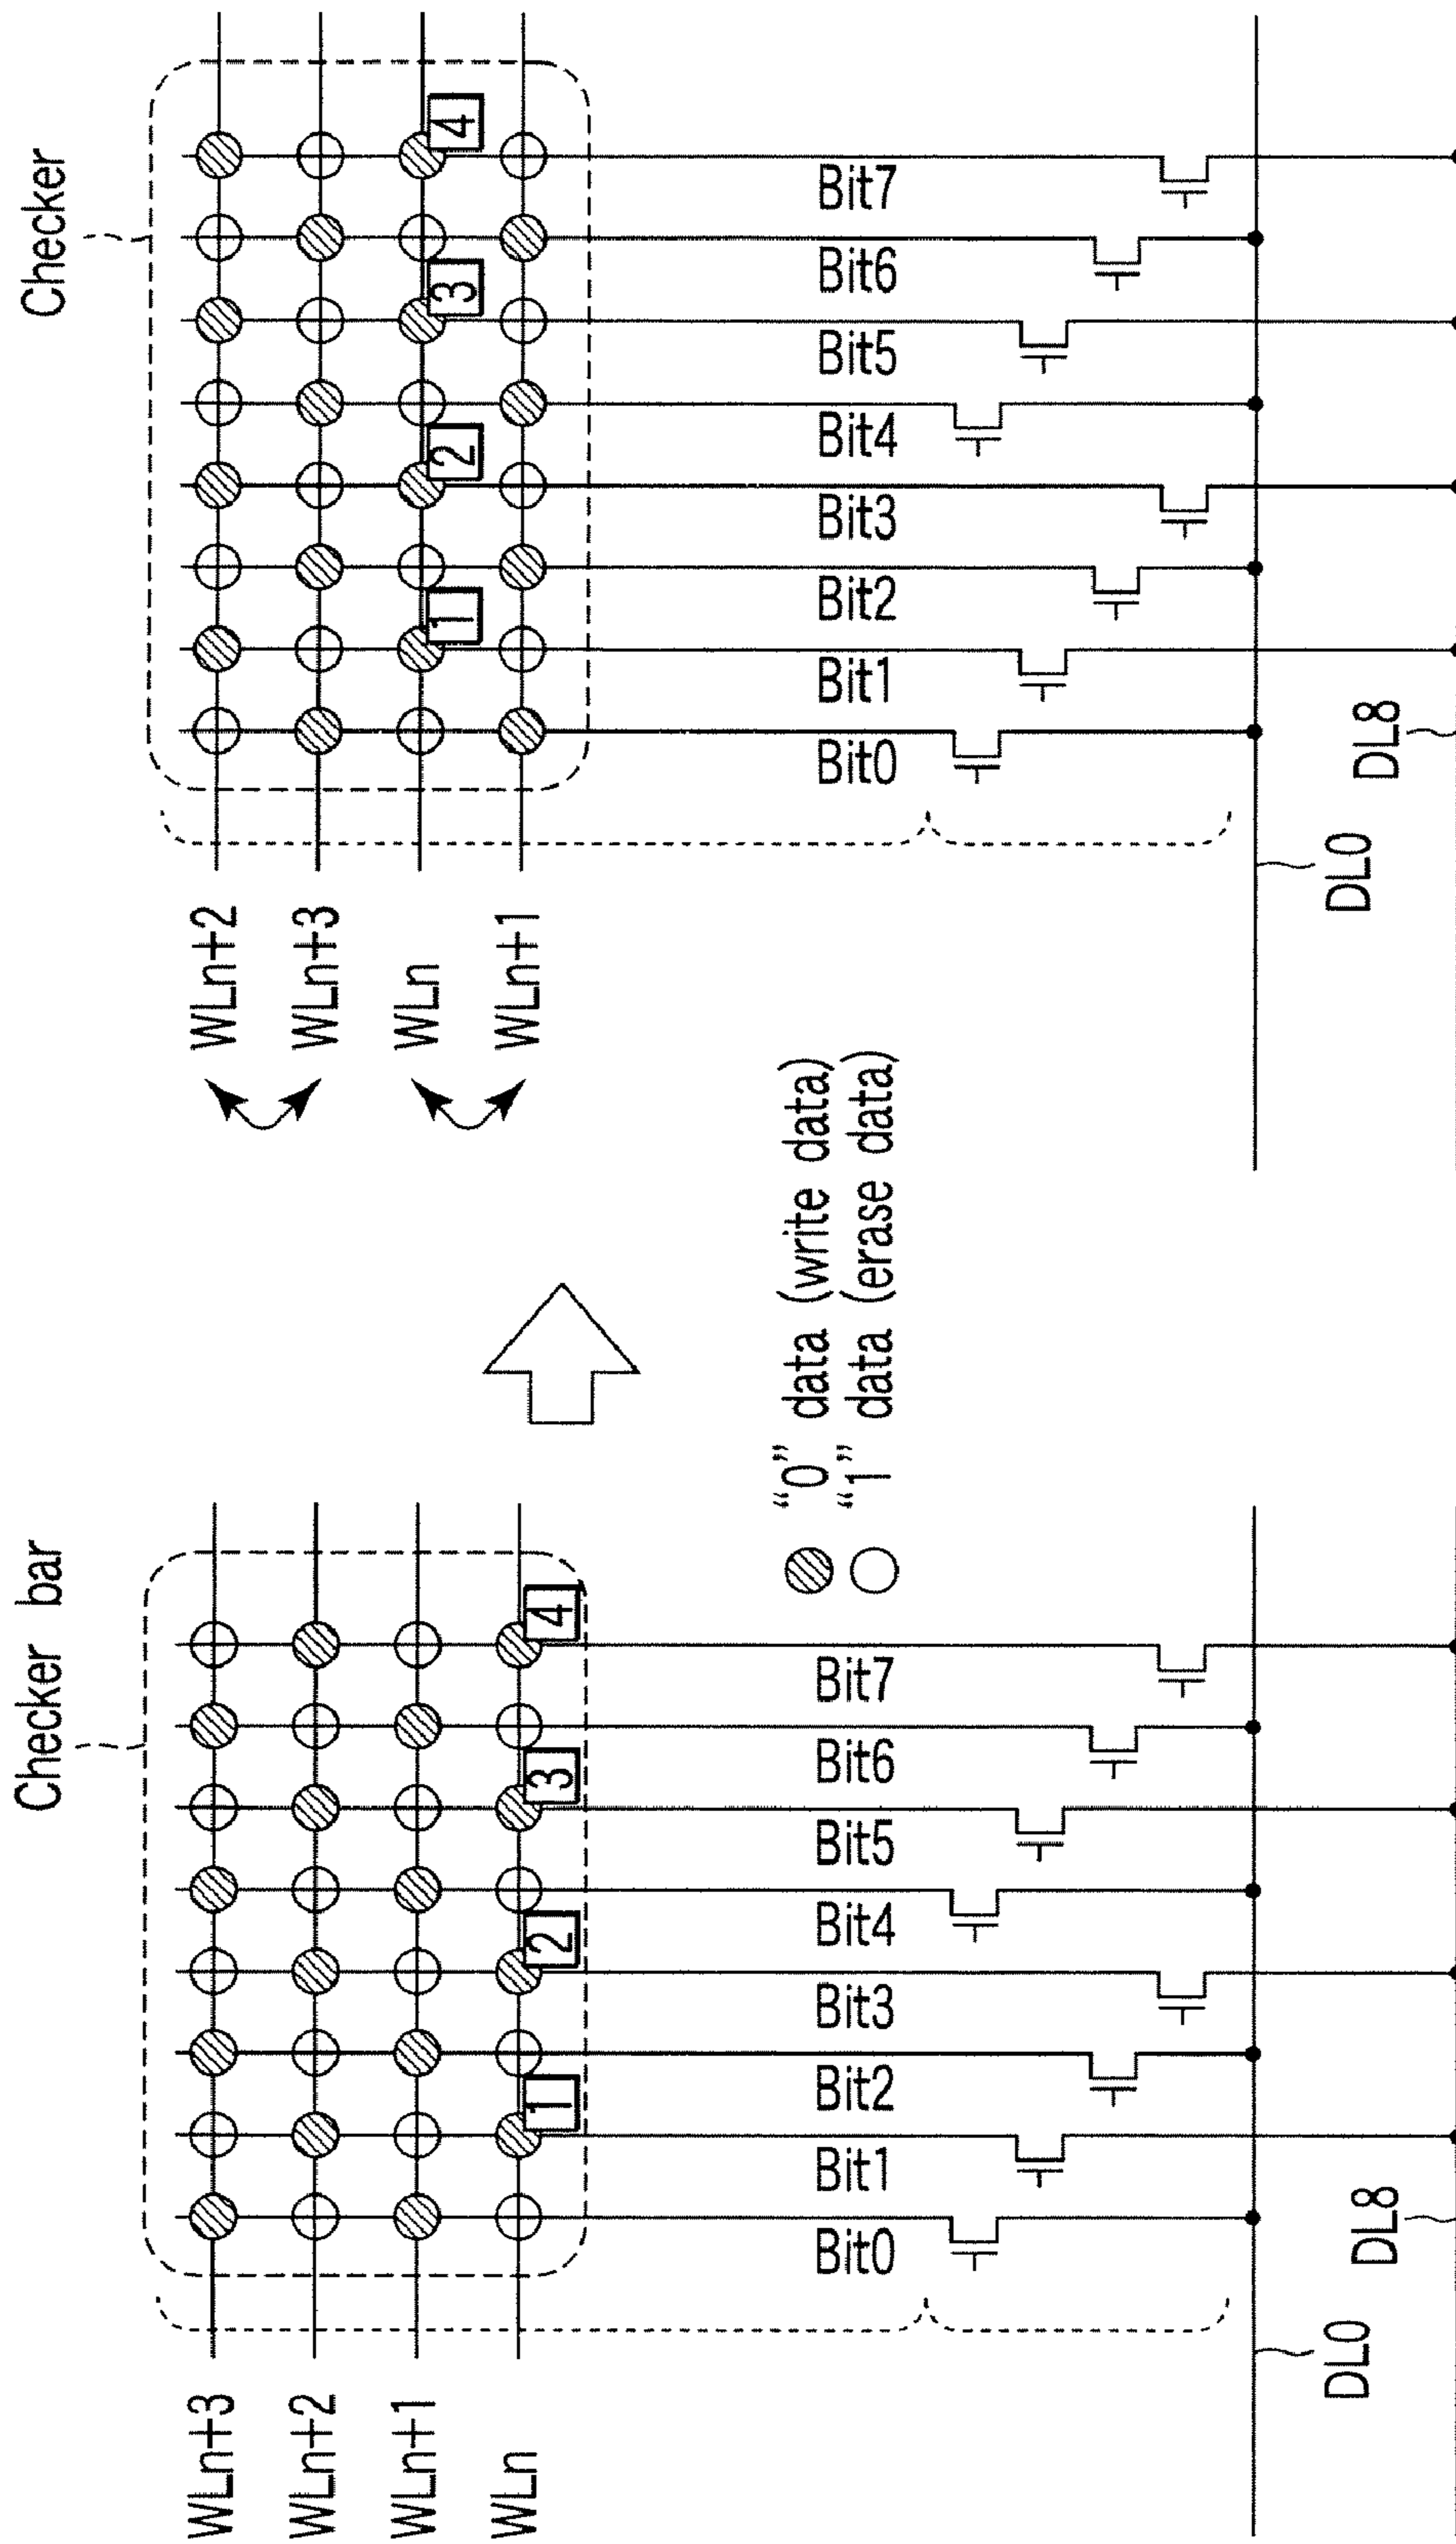 Checker bar
WLn+3
WLn+2
WLn+1
WLn
1
2
3
4
Bit0
Bit1
Bit2
Bit3
Bit4
Bit5
Bit6
Bit7
DL0
DL8
“0” data (write data)
“1” data (erase data)
Checker
WLn+2
WLn+3
WLn
WLn+1
1
2
3
4
Bit0
Bit1
Bit2
Bit3
Bit4
Bit5
Bit6
Bit7
DL0
DL8